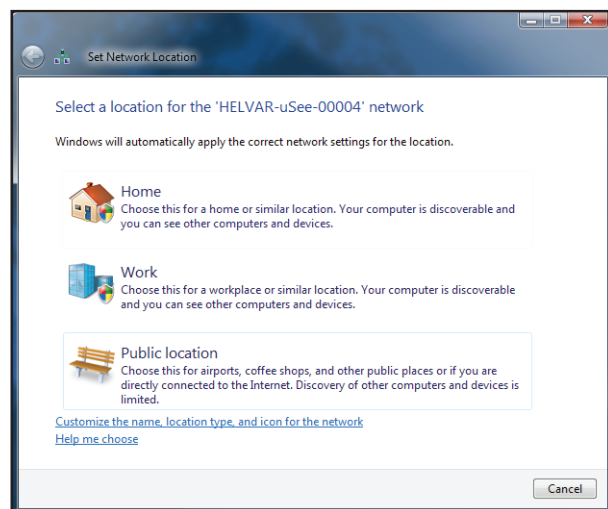 Set Network Location
Select a location for the 'HELVAR-uSee-00004' network
Windows will automatically apply the correct network settings for the location.
Home
Choose this for a home or similar location. Your computer is discoverable and
you can see other computers and devices.
Work
Choose this for a workplace or similar location. Your computer is discoverable
and you can see other computers and devices.
Public location
Choose this for airports, coffee shops, and other public places or if you are
directly connected to the Internet. Discovery of other computers and devices is
limited.
Customize the name, location type, and icon for the network
Help me choose
Cancel